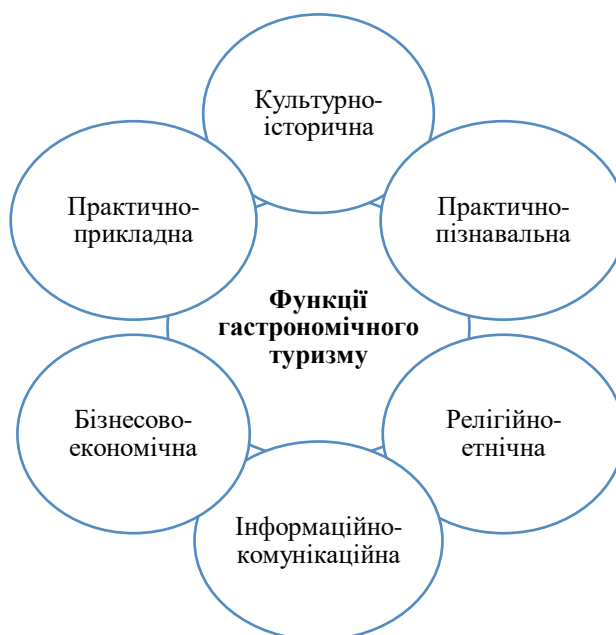 Культурно-
історична
Практично-
прикладна
Практично-
пізнавальна
Функції
гастрономічного
туризму
Бізнесово-
економічна
Релігійно-
етнічна
Інформаційно-
комунікаційна